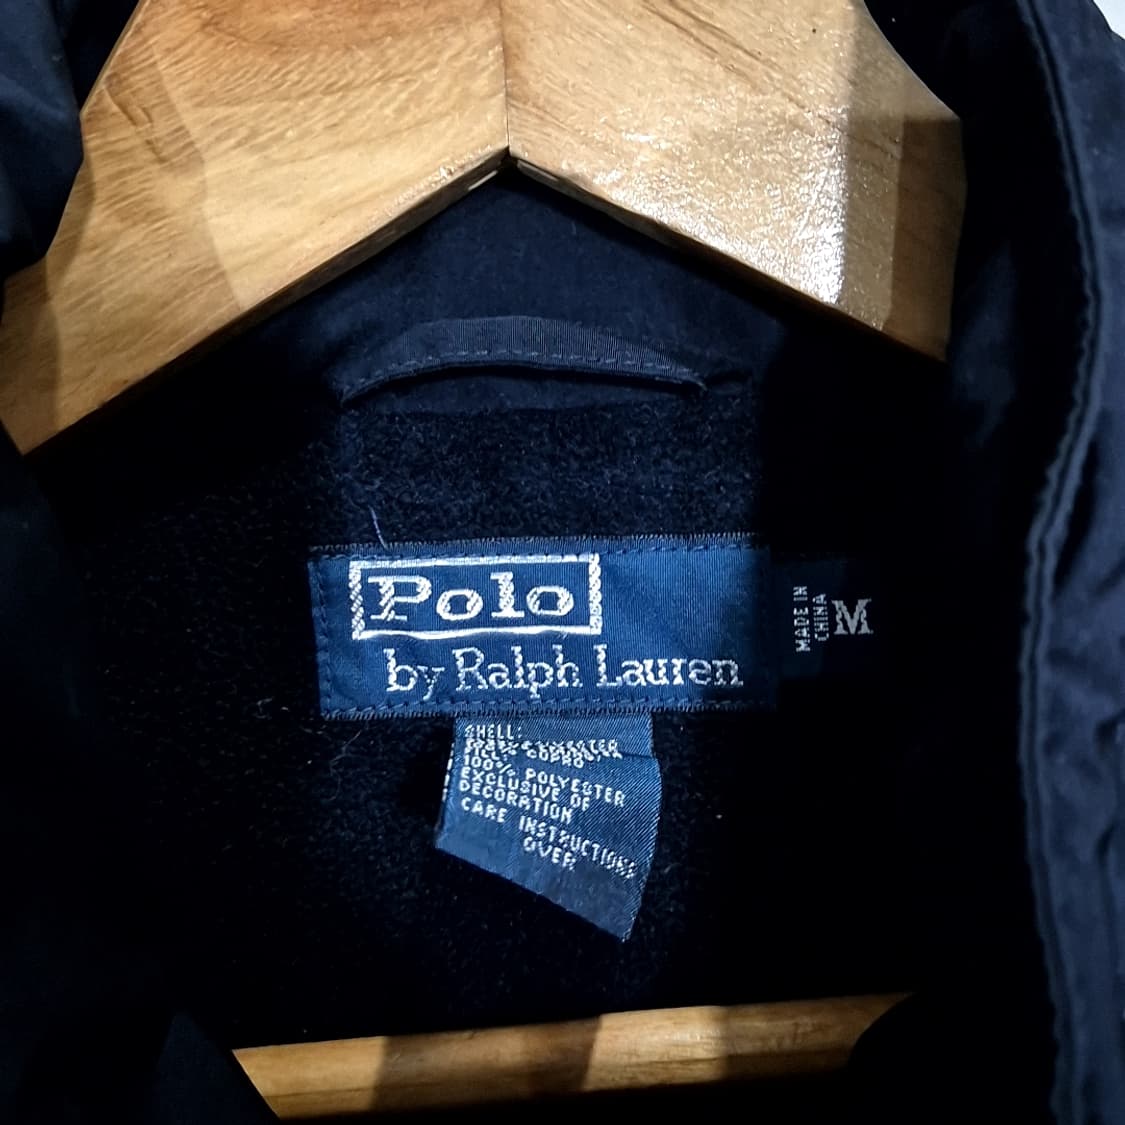 Polo
by Ralph Lauren
MADE IN
CHINA
M
SHELL:
100% POLYESTER
EXCLUSIVE OF
DECORATION
CARE INSTRUCTIONS
OVER